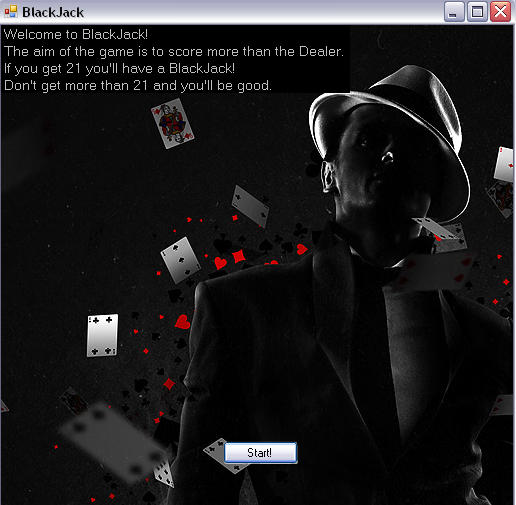 BlackJack
Welcome to BlackJack!
The aim of the game is to score more than the Dealer.
If you get 21 you'll have a BlackJack!
Don't get more than 21 and you'll be good.
Start!